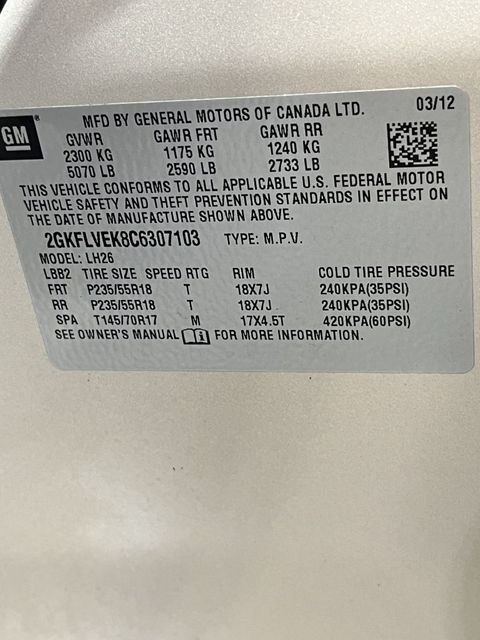 GM
MFD BY GENERAL MOTORS OF CANADA LTD. 03/12
GVWR GAWR FRT GAWR RR
2300 KG 1175 KG 1240 KG
5070 LB 2590 LB 2733 LB
THIS VEHICLE CONFORMS TO ALL APPLICABLE U.S. FEDERAL MOTOR
VEHICLE SAFETY AND THEFT PREVENTION STANDARDS IN EFFECT ON
THE DATE OF MANUFACTURE SHOWN ABOVE.
2GKFLVEK8C6307103 TYPE: M.P.V.
MODEL: LH26
LBB2 TIRE SIZE SPEED RTG RIM COLD TIRE PRESSURE
FRT P235/55R18 T 18X7J 240KPA(35PSI)
RR P235/55R18 T 18X7J 240KPA(35PSI)
SPA T145/70R17 M 17X4.5T 420KPA(60PSI)
SEE OWNER'S MANUAL FOR MORE INFORMATION.